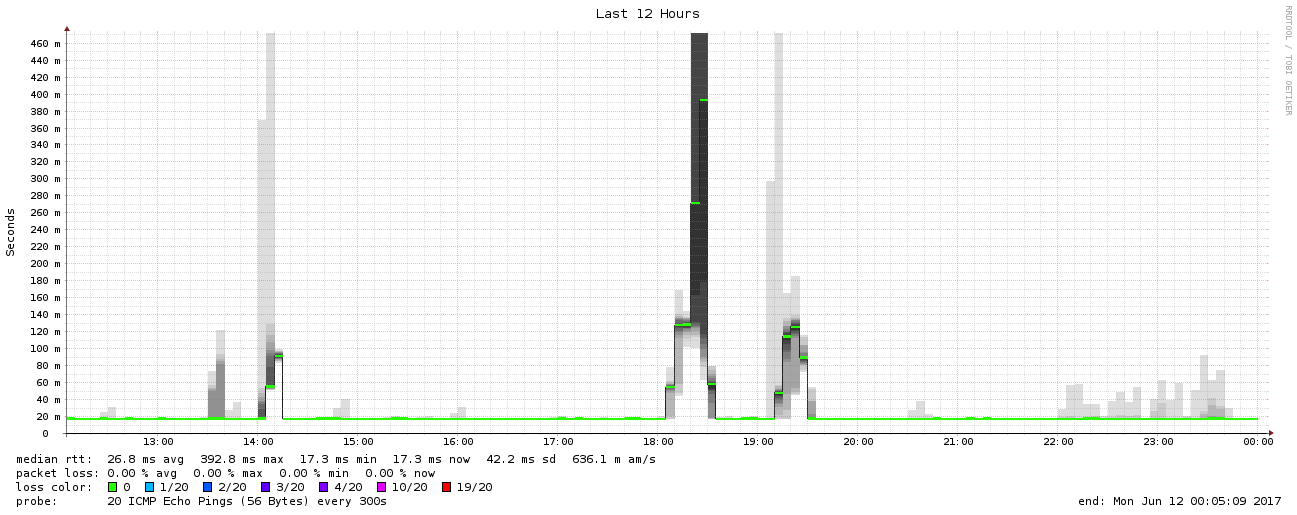 Last 12 Hours
RRDTOOL / TOBI OETIKER
Seconds
460 m
440 m
420 m
400 m
380 m
360 m
340 m
320 m
300 m
280 m
260 m
240 m
220 m
200 m
180 m
160 m
140 m
120 m
100 m
80 m
60 m
40 m
20 m
0
13:00 14:00 15:00 16:00 17:00 18:00 19:00 20:00 21:00 22:00 23:00 00:00
median rtt: 26.8 ms avg 392.8 ms max 17.3 ms min 17.3 ms now 42.2 ms sd 636.1 m am/s
packet loss: 0.00 % avg 0.00 % max 0.00 % min 0.00 % now
loss color: 0 1/20 2/20 3/20 4/20 10/20 19/20
probe: 20 ICMP Echo Pings (56 Bytes) every 300s end: Mon Jun 12 00:05:09 2017